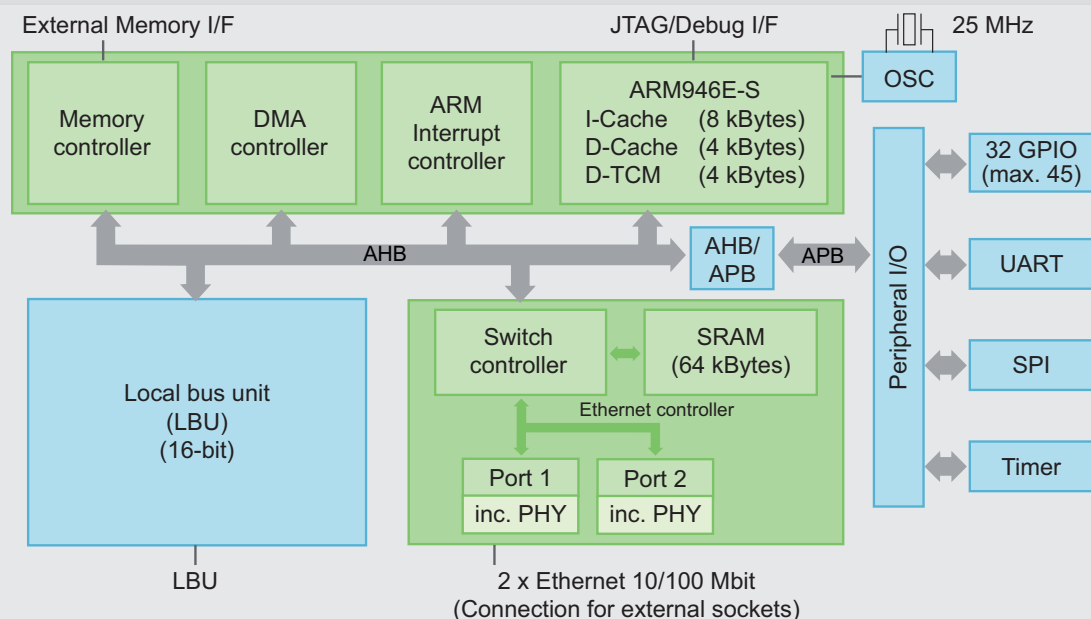 External Memory I/F
JTAG/Debug I/F
25 MHz
OSC
Memory
controller
DMA
controller
ARM
Interrupt
controller
ARM946E-S
I-Cache (8 kBytes)
D-Cache (4 kBytes)
D-TCM (4 kBytes)
AHB
AHB/
APB
APB
Peripheral I/O
32 GPIO
(max. 45)
UART
SPI
Timer
Local bus unit
(LBU)
(16-bit)
Switch
controller
SRAM
(64 kBytes)
Ethernet controller
Port 1
inc. PHY
Port 2
inc. PHY
LBU
2 x Ethernet 10/100 Mbit
(Connection for external sockets)